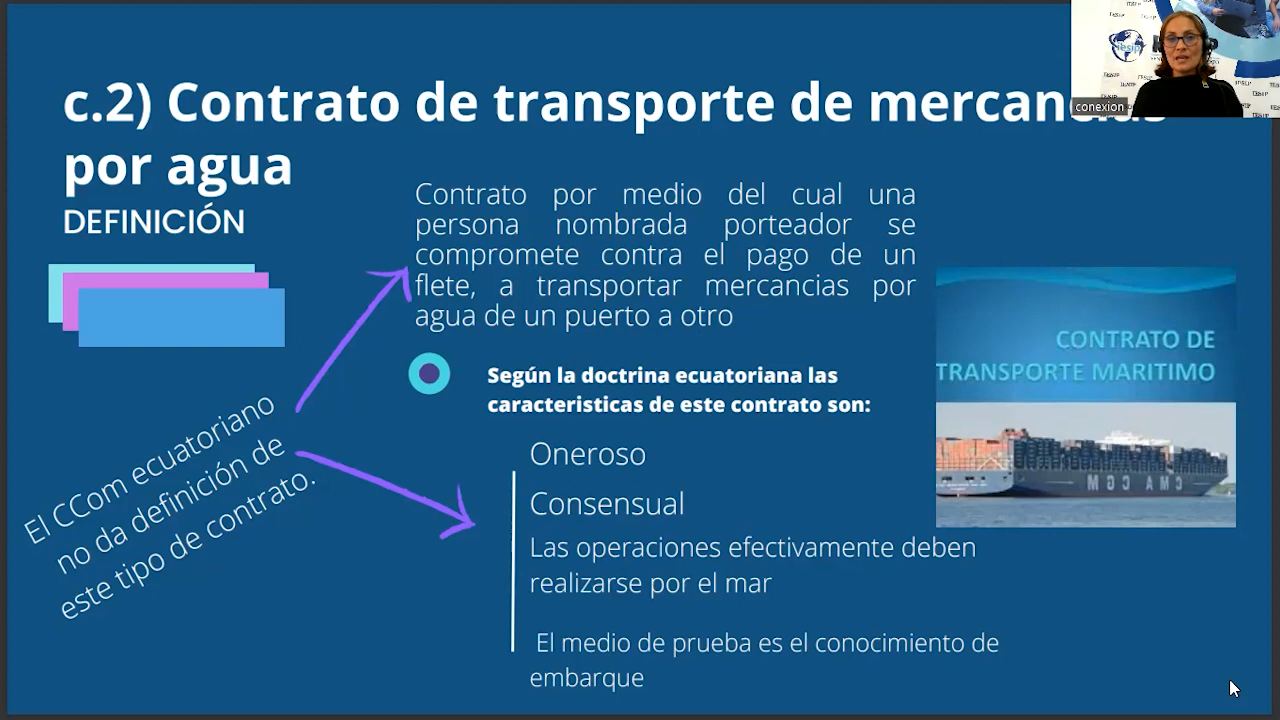 c.2) Contrato de transporte de mercancias
por agua
DEFINICIÓN
Contrato por medio del cual una
persona nombrada porteador se
compromete contra el pago de un
flete, a transportar mercancias por
agua de un puerto a otro
Según la doctrina ecuatoriana las
caracteristicas de este contrato son:
Oneroso
Consensual
Las operaciones efectivamente deben
realizarse por el mar
El medio de prueba es el conocimiento de
embarque
El CCom ecuatoriano
no da definición de
este tipo de contrato.
CONTRATO DE
TRANSPORTE MARITIMO
CMA CGM
conexion
iesip